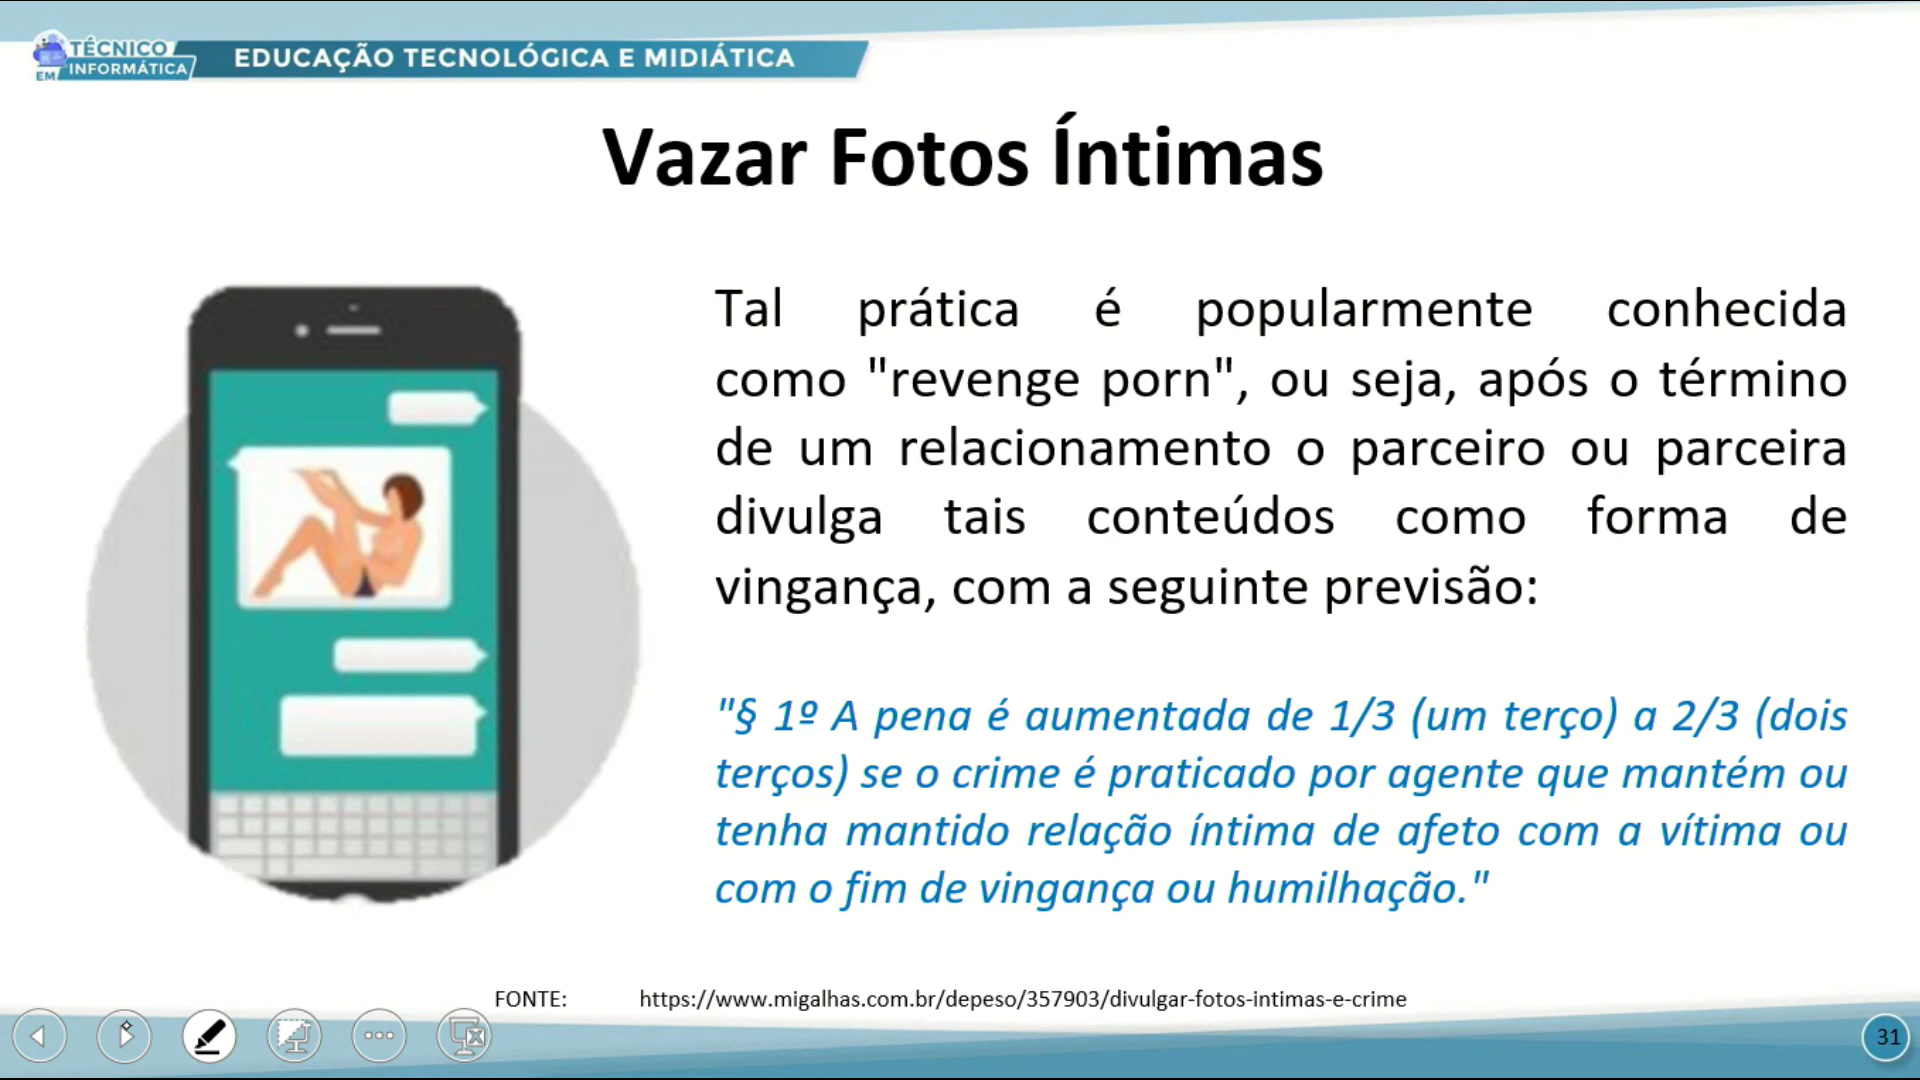 TÉCNICO
EM INFORMÁTICA
EDUCAÇÃO TECNOLÓGICA E MIDIÁTICA
Vazar Fotos Íntimas
Tal prática é popularmente conhecida
como "revenge porn", ou seja, após o término
de um relacionamento o parceiro ou parceira
divulga tais conteúdos como forma de
vingança, com a seguinte previsão:
"§ 1º A pena é aumentada de 1/3 (um terço) a 2/3 (dois
terços) se o crime é praticado por agente que mantém ou
tenha mantido relação íntima de afeto com a vítima ou
com o fim de vingança ou humilhação."
FONTE: https://www.migalhas.com.br/depeso/357903/divulgar-fotos-intimas-e-crime
31